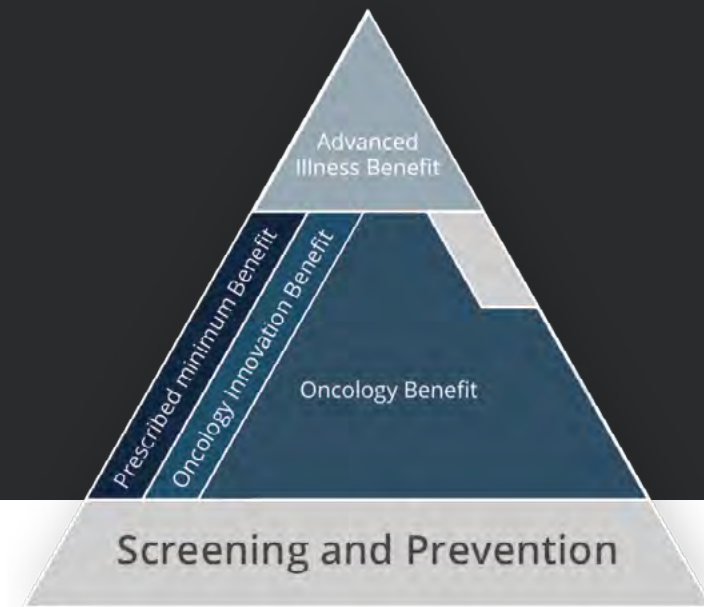 Advanced
Illness Benefit
Prescribed minimum Benefit
Oncology Innovation Benefit
Oncology Benefit
Screening and Prevention